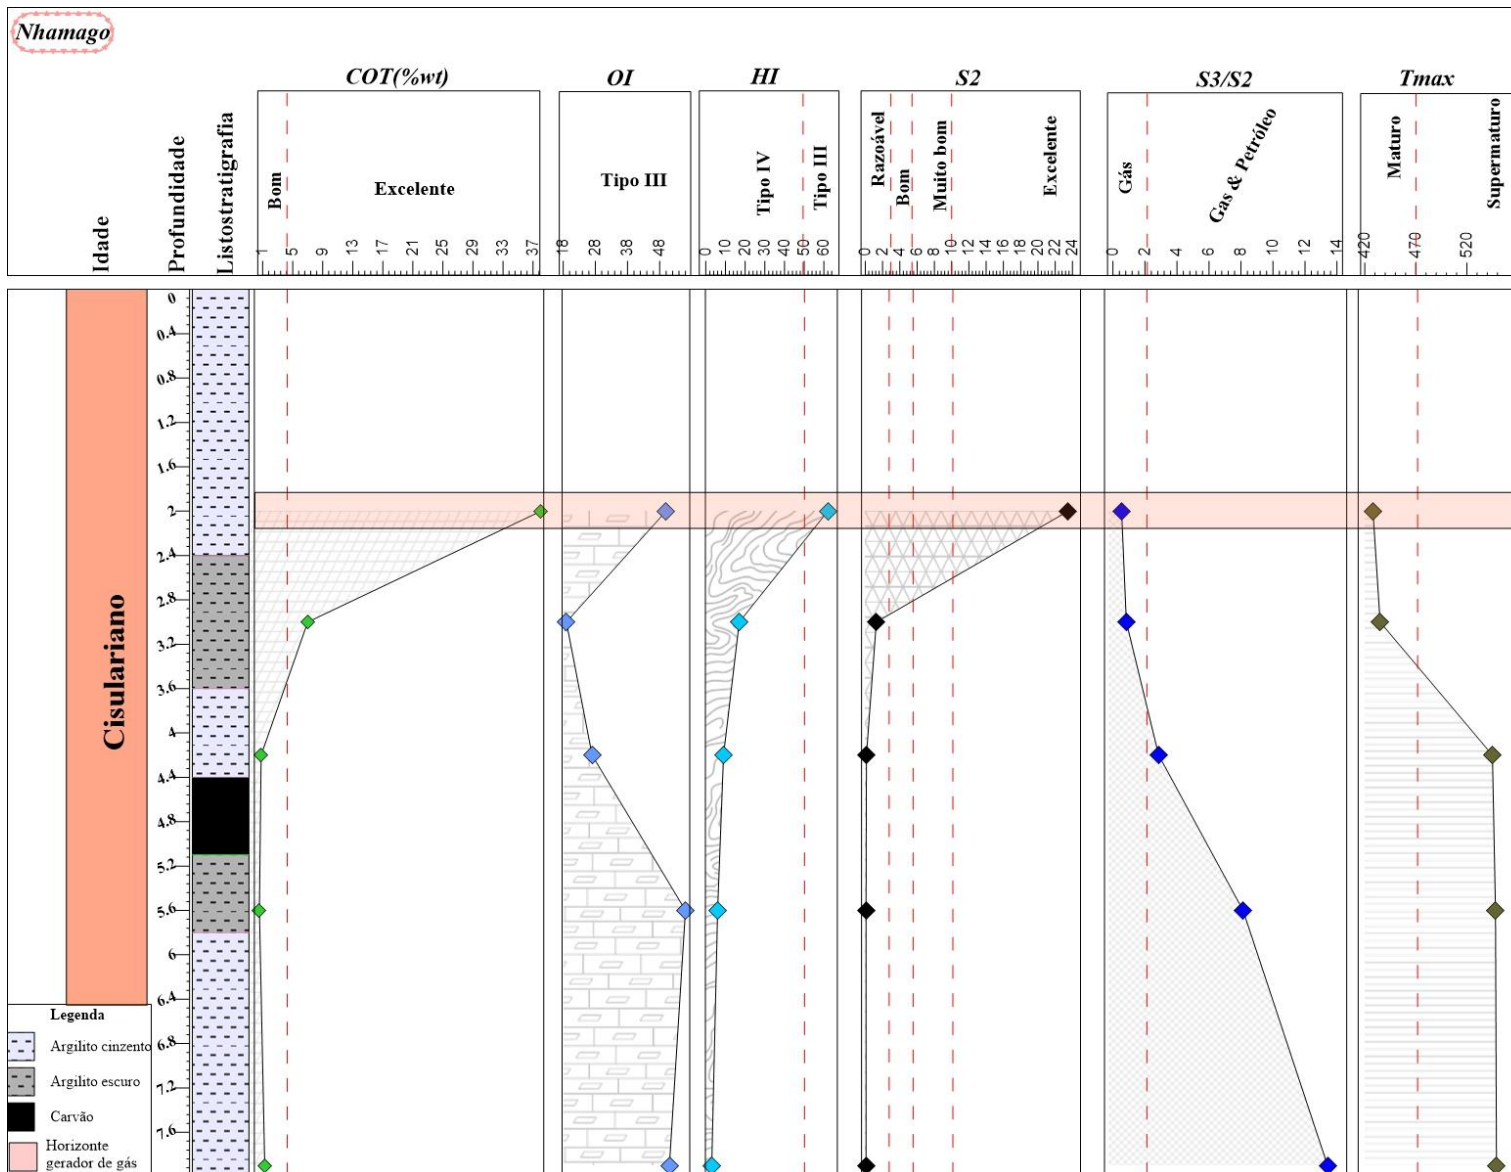 Nhamago
COT(%wt)
OI
HI
S2
S3/S2
Tmax
Idade
Profundidade
Listostratigrafia
Bom
Excelente
Tipo III
Tipo IV
Tipo III
Razoável
Bom
Muito bom
Excelente
Gás
Gas & Petróleo
Maturo
Supermaturo
1 5 9 13 17 21 25 29 33 37
18 28 38 48
0 10 20 30 40 50 60
0 2 4 6 8 10 12 14 16 18 20 22 24
0 2 4 6 8 10 12 14
420 470 520
Cisulariano
0
0.4
0.8
1.2
1.6
2
2.4
2.8
3.2
3.6
4
4.4
4.8
5.2
5.6
6
6.4
6.8
7.2
7.6
Legenda
Argilito cinzento
Argilito escuro
Carvão
Horizonte
gerador de gás